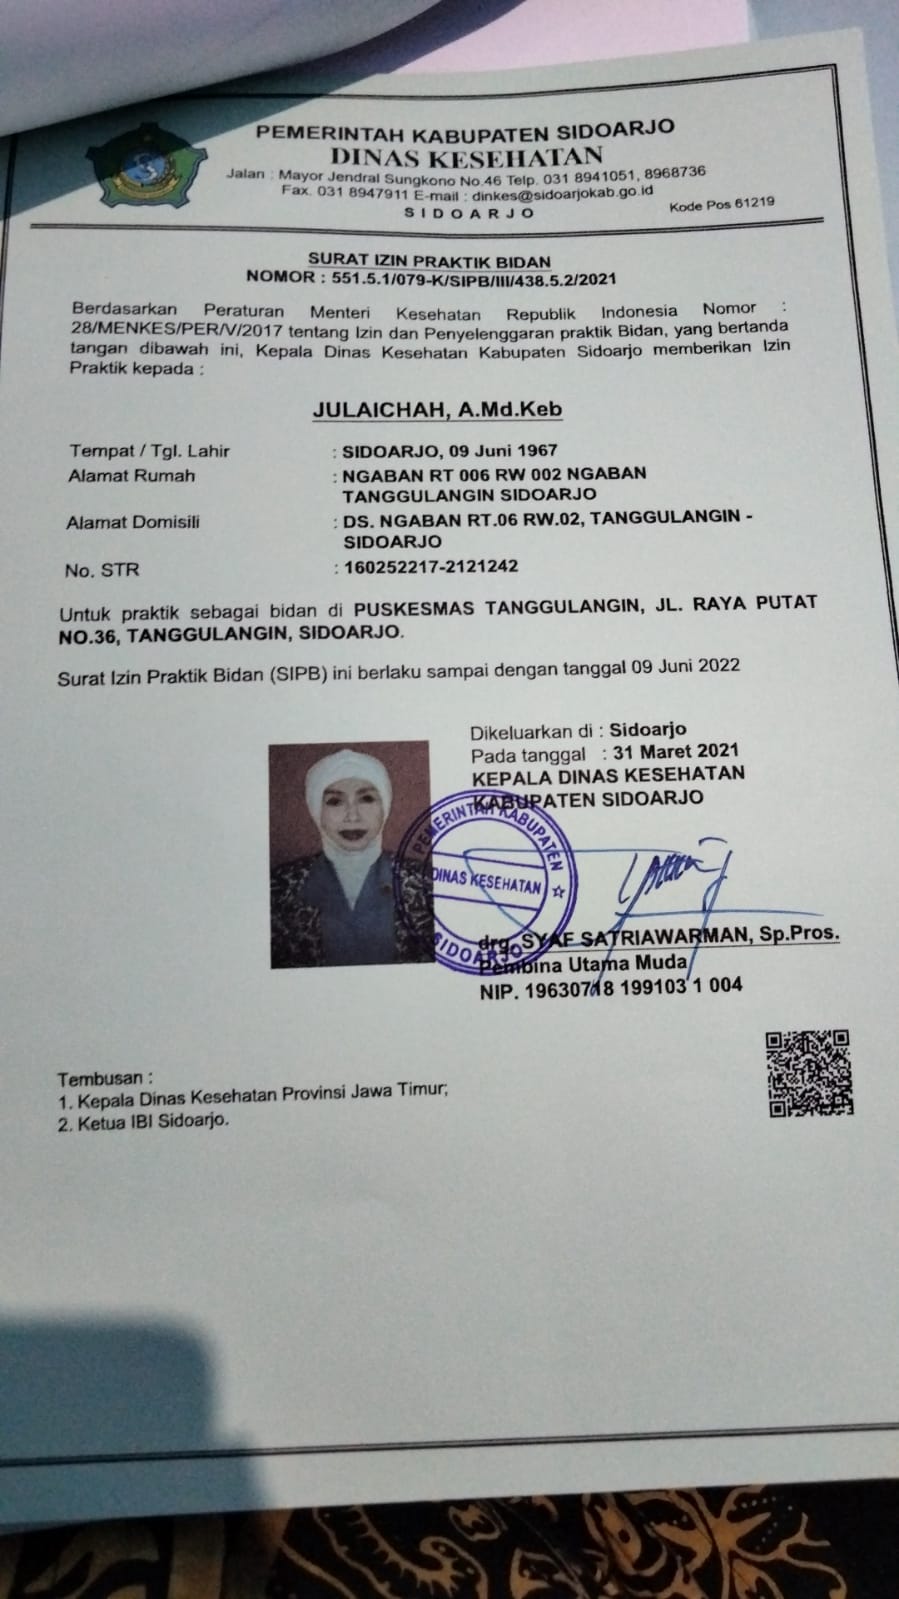 PEMERINTAH KABUPATEN SIDOARJO
DINAS KESEHATAN
Jalan : Mayor Jendral Sungkono No.46 Telp. 031 8941051, 8968736
Fax. 031 8947911 E-mail : dinkes@sidoarjokab.go.id
SIDOARJO
Kode Pos 61219
SURAT IZIN PRAKTIK BIDAN
NOMOR : 551.5.1/079-K/SIPB/III/438.5.2/2021
Berdasarkan Peraturan Menteri Kesehatan Republik Indonesia Nomor :
28/MENKES/PER/V/2017 tentang Izin dan Penyelenggaran praktik Bidan, yang bertanda
tangan dibawah ini, Kepala Dinas Kesehatan Kabupaten Sidoarjo memberikan Izin
Praktik kepada :
JULAICHAH, A.Md.Keb
Tempat / Tgl. Lahir : SIDOARJO, 09 Juni 1967
Alamat Rumah : NGABAN RT 006 RW 002 NGABAN
TANGGULANGIN SIDOARJO
Alamat Domisili : DS. NGABAN RT.06 RW.02, TANGGULANGIN -
SIDOARJO
No. STR : 160252217-2121242
Untuk praktik sebagai bidan di PUSKESMAS TANGGULANGIN, JL. RAYA PUTAT
NO.36, TANGGULANGIN, SIDOARJO.
Surat Izin Praktik Bidan (SIPB) ini berlaku sampai dengan tanggal 09 Juni 2022
Dikeluarkan di : Sidoarjo
Pada tanggal : 31 Maret 2021
KEPALA DINAS KESEHATAN
KABUPATEN SIDOARJO
PEMERINTAH KABUPATEN
DINAS KESEHATAN
SIDOARJO
drg. SYAF SATRIAWARMAN, Sp.Pros.
Pembina Utama Muda
NIP. 19630718 199103 1 004
Tembusan :
1. Kepala Dinas Kesehatan Provinsi Jawa Timur;
2. Ketua IBI Sidoarjo.